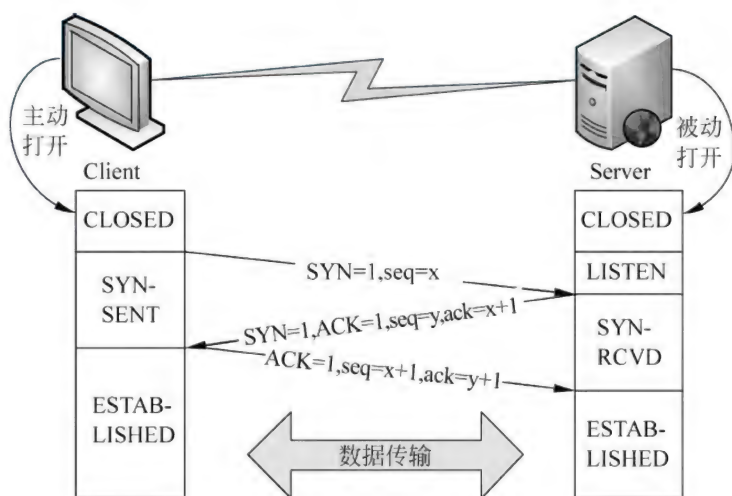 主动
打开
被动
打开
Client
Server
CLOSED
CLOSED
SYN=1,seq=x
LISTEN
SYN-
SENT
SYN=1,ACK=1,seq=y,ack=x+1
SYN-
RCVD
ACK=1,seq=x+1,ack=y+1
ESTAB-
LISHED
数据传输
ESTAB-
LISHED